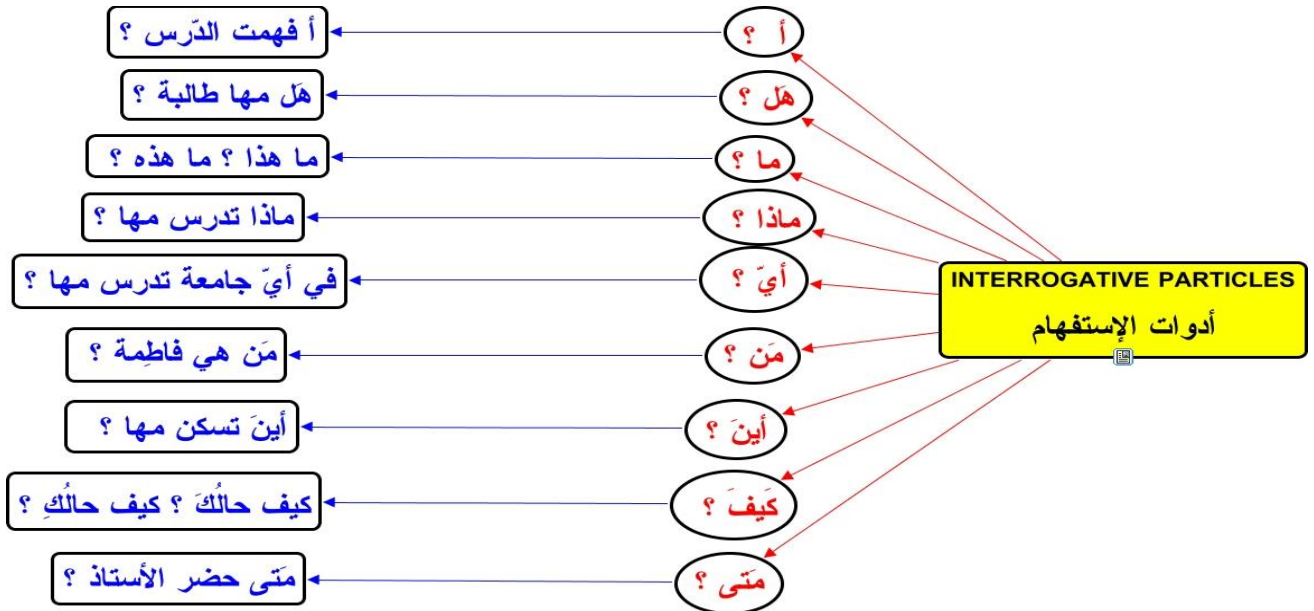 INTERROGATIVE PARTICLES
أدوات الإستفهام
أ ؟
أ فهمت الدّرس ؟
هَل ؟
هَل مها طالبة ؟
ما ؟
ما هذا ؟ ما هذه ؟
ماذا ؟
ماذا تدرس مها ؟
أيّ ؟
في أيّ جامعة تدرس مها ؟
مَن ؟
مَن هي فاطِمة ؟
أينَ ؟
أينَ تسكن مها ؟
كَيفَ ؟
كيف حالُكَ ؟ كيف حالُكِ ؟
مَتى ؟
مَتى حضر الأستاذ ؟